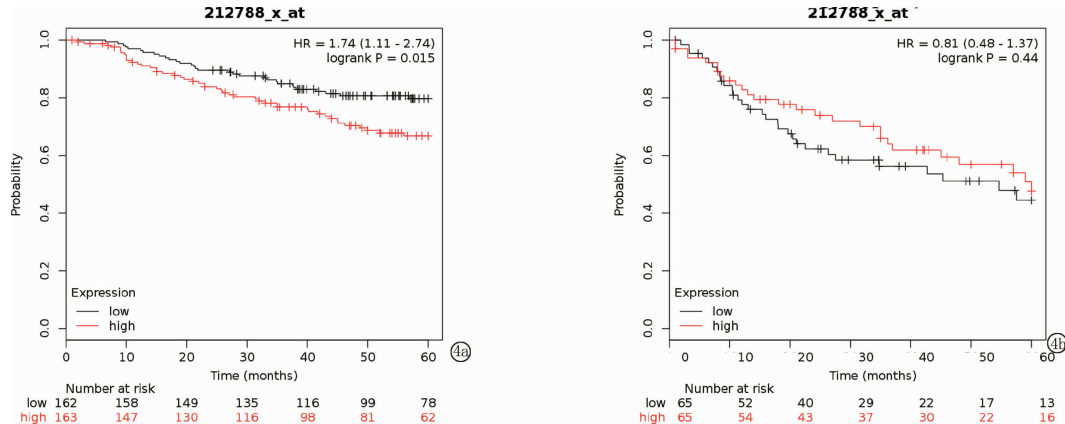 212788_x_at
HR = 1.74 (1.11 - 2.74)
logrank P = 0.015
Probability
1.0
0.8
0.6
0.4
0.2
0.0
Expression
low
high
0 10 20 30 40 50 60
Time (months)
4a
Number at risk
low 162 158 149 135 116 99 78
high 163 147 130 116 98 81 62
212788_x_at
HR = 0.81 (0.48 - 1.37)
logrank P = 0.44
Probability
1.0
0.8
0.6
0.4
0.2
0.0
Expression
low
high
0 10 20 30 40 50 60
Time (months)
4b
Number at risk
low 65 52 40 29 22 17 13
high 65 54 43 37 30 22 16